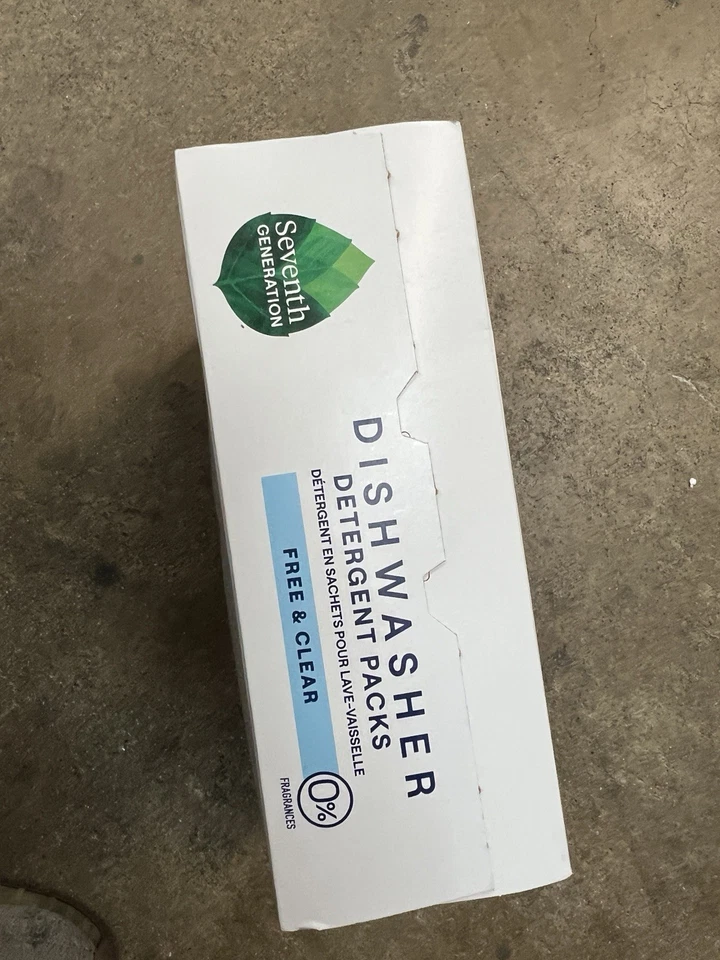 Seventh
GENERATION
DISHWASHER
DETERGENT PACKS
DÉTERGENT EN SACHETS POUR LAVE-VAISSELLE
FREE & CLEAR
0%
FRAGRANCES